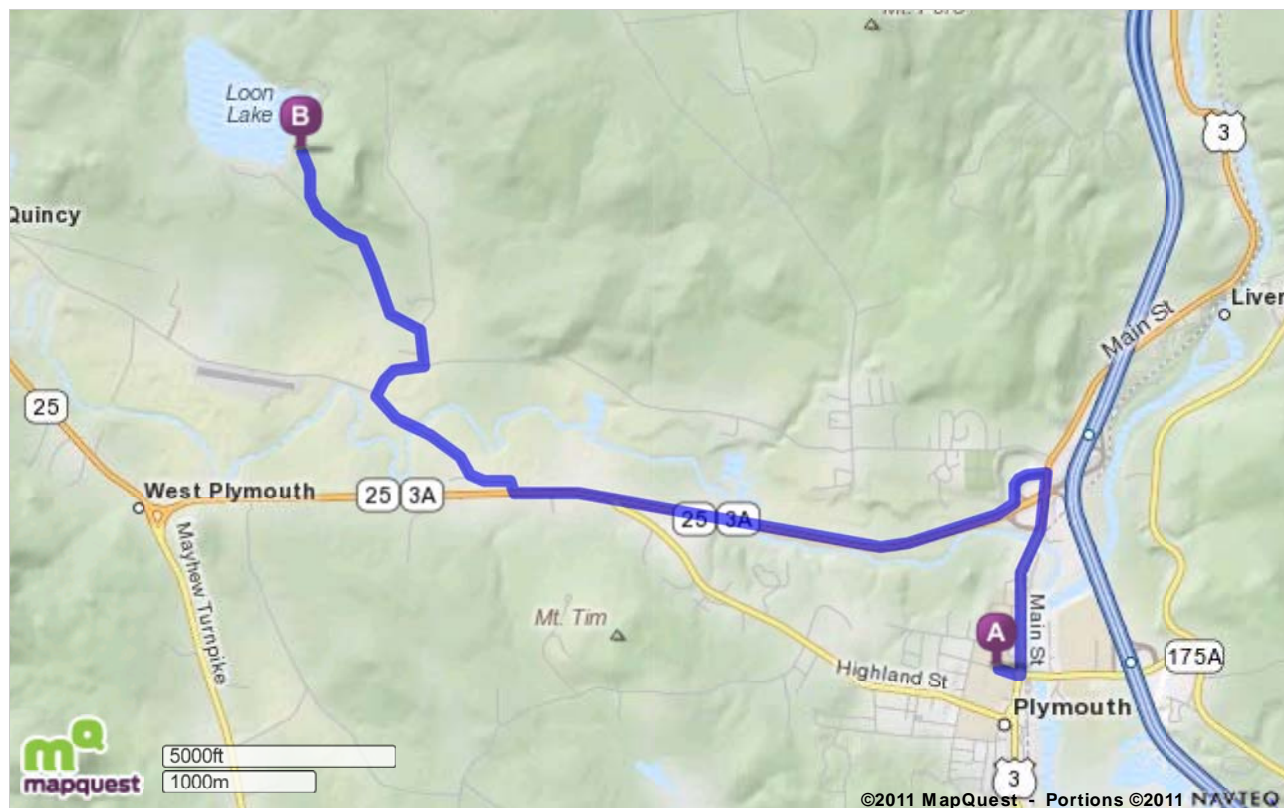 Loon
Lake
B
3
Quincy
Liver
Main St
25
West Plymouth
25 3A
25 3A
Mayhew Turnpike
Mt. Tim
A
Main St
175A
Highland St
Plymouth
3
mq
mapquest
5000ft
1000m
©2011 MapQuest - Portions ©2011 NAVTEQ